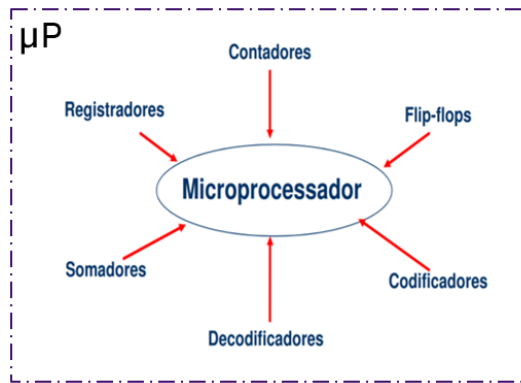 µP
Contadores
Registradores
Flip-flops
Microprocessador
Somadores
Codificadores
Decodificadores